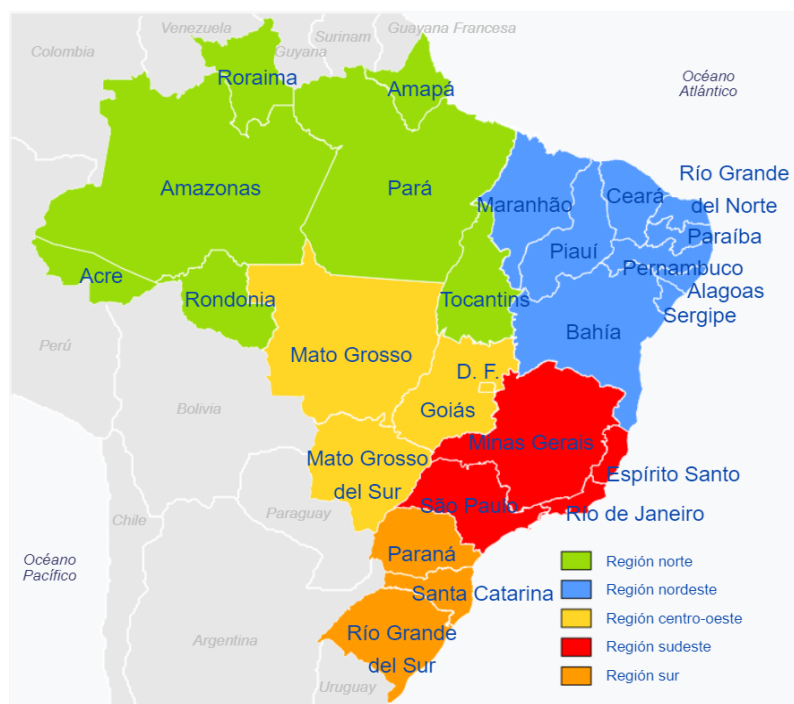 Venezuela
Surinam
Guayana Francesa
Colombia
Guyana
Roraima
Amapá
Océano
Atlántico
Amazonas
Pará
Maranhão
Ceará
Río Grande
del Norte
Paraíba
Piauí
Pernambuco
Acre
Rondonia
Tocantins
Alagoas
Sergipe
Bahía
Perú
Mato Grosso
D. F.
Goiás
Bolivia
Minas Gerais
Mato Grosso
del Sur
Espírito Santo
São Paulo
Río de Janeiro
Paraguay
Chile
Océano
Pacífico
Paraná
Santa Catarina
Río Grande
del Sur
Argentina
Uruguay
Región norte
Región nordeste
Región centro-oeste
Región sudeste
Región sur